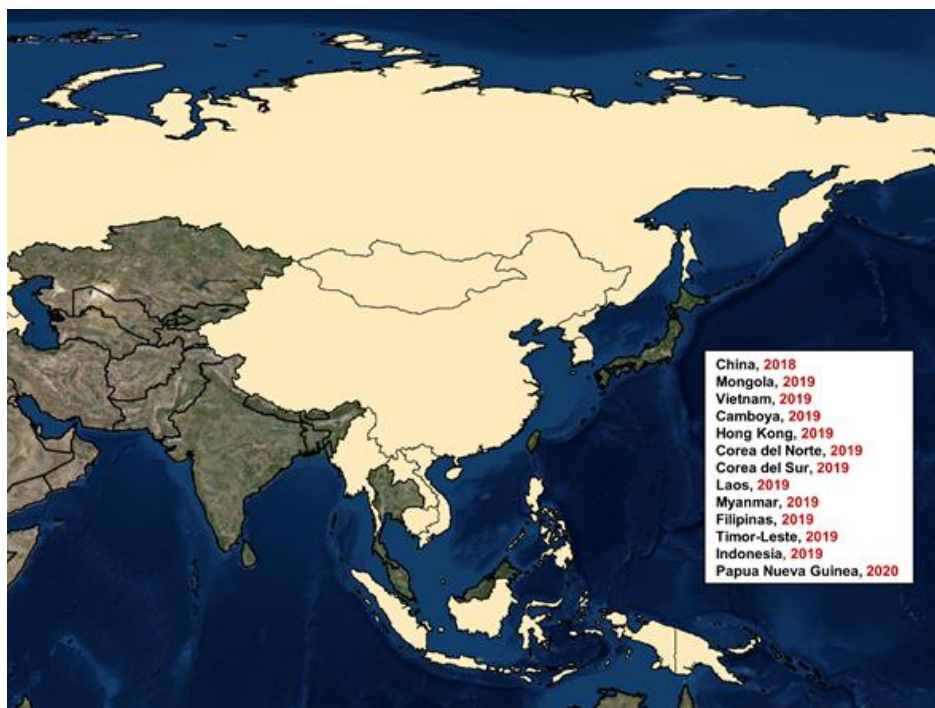 China, 2018
Mongola, 2019
Vietnam, 2019
Camboya, 2019
Hong Kong, 2019
Corea del Norte, 2019
Corea del Sur, 2019
Laos, 2019
Myanmar, 2019
Filipinas, 2019
Timor-Leste, 2019
Indonesia, 2019
Papua Nueva Guinea, 2020